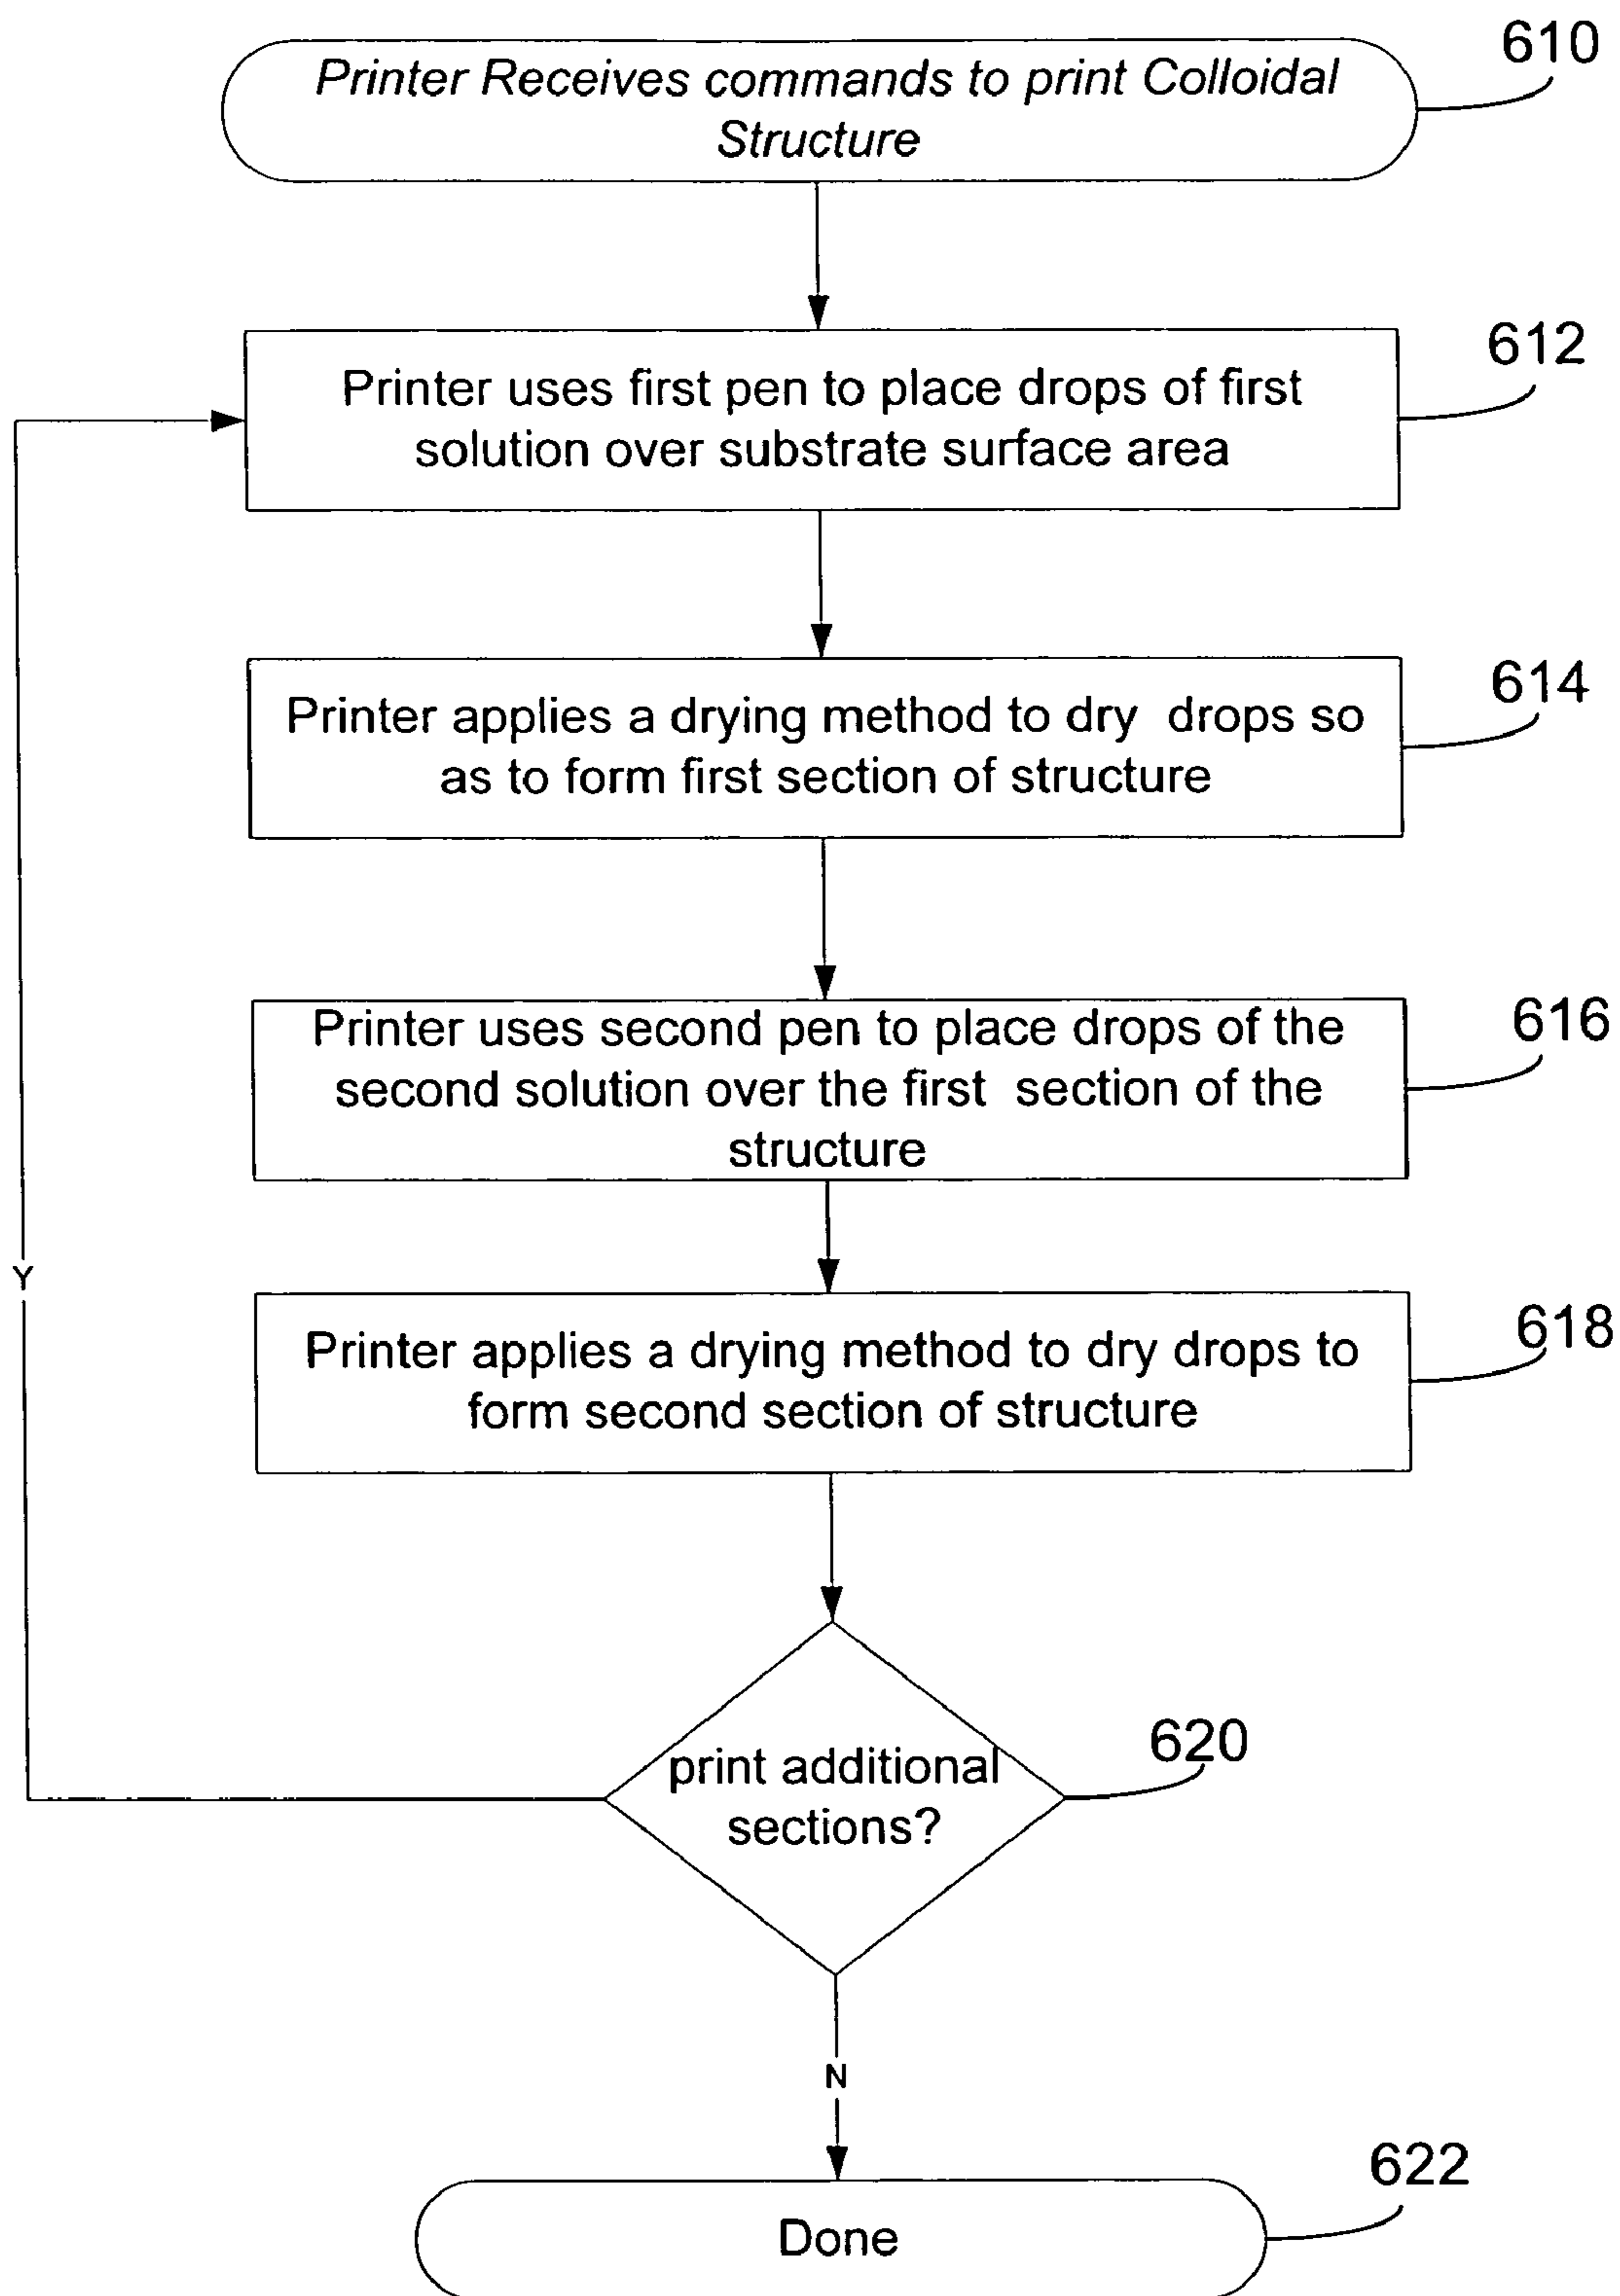 Printer Receives commands to print Colloidal
Structure
610
Printer uses first pen to place drops of first
solution over substrate surface area
612
Printer applies a drying method to dry drops so
as to form first section of structure
614
Printer uses second pen to place drops of the
second solution over the first section of the
structure
616
Y
Printer applies a drying method to dry drops to
form second section of structure
618
print additional
sections?
620
N
Done
622